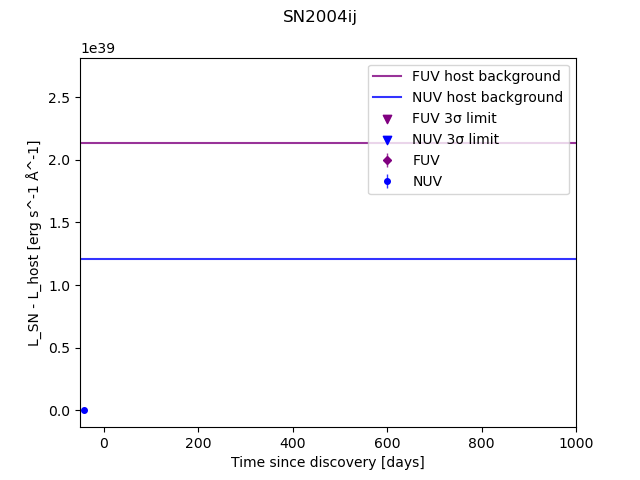 SN2004ij
1e39
FUV host background
NUV host background
FUV 3σ limit
NUV 3σ limit
FUV
NUV
2.5
2.0
1.5
1.0
0.5
0.0
L_SN - L_host [erg s^-1 Å^-1]
0 200 400 600 800 1000
Time since discovery [days]